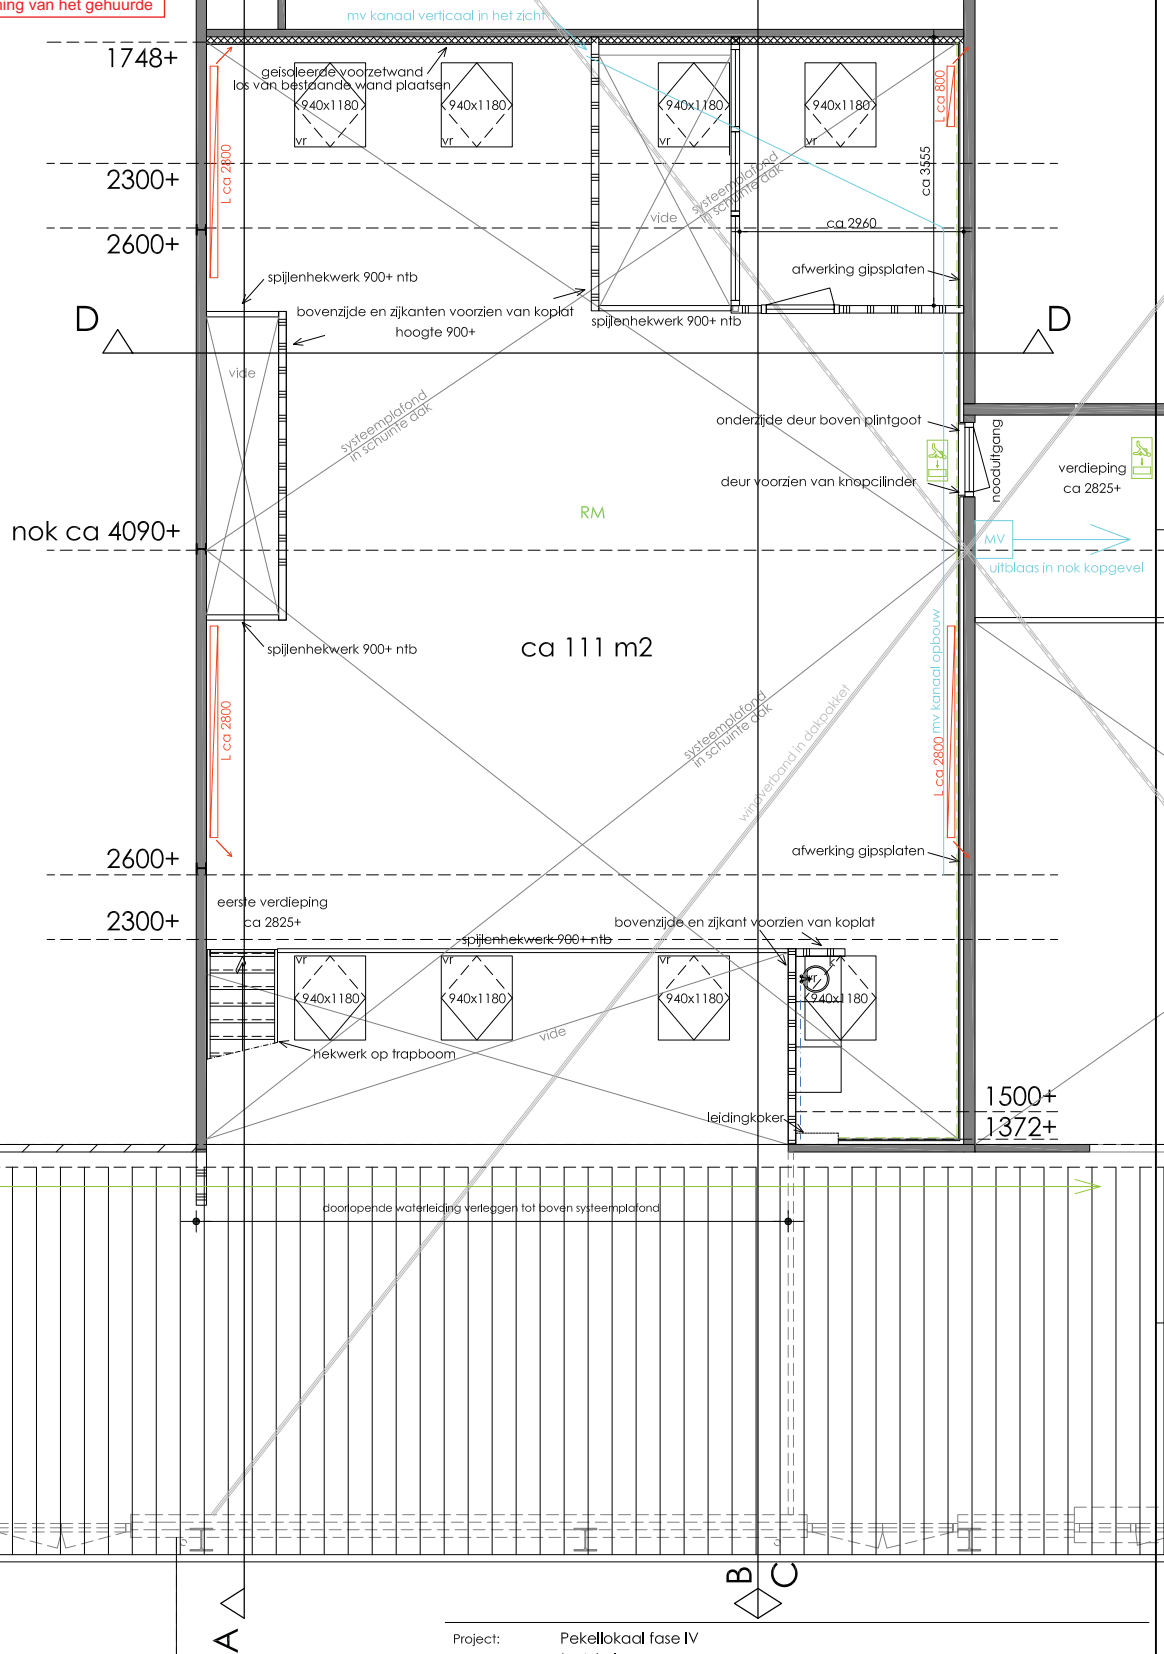 van het gehuurde
mv kanaal verticaal in het zicht
1748+
geisoleerde voorzetwand
los van bestaande wand plaatsen
940x1180
940x1180
940x1180
940x1180
vr
vr
vr
vr
L ca 2800
L ca 800
ca 3555
2300+
systeemplafond
in schuine dak
vide
2600+
ca 2960
spijlenhekwerk 900+ ntb
afwerking gipsplaten
bovenzijde en zijkanten voorzien van koplat
hoogte 900+
spijlenhekwerk 900+ ntb
D
D
vide
systeemplafond
in schuinte dak
onderzijde deur boven plintgoot
nooduitgang
verdieping
ca 2825+
deur voorzien van knopcilinder
RM
nok ca 4090+
MV
uitblaas in nok kopgevel
spijlenhekwerk 900+ ntb
ca 111 m2
L ca 2800
systeemplafond
in schuinte dak
windverband in dakpakket
L ca 2800
mv kanaal opbouw
2600+
afwerking gipsplaten
eerste verdieping
ca 2825+
2300+
bovenzijde en zijkant voorzien van koplat
spijlenhekwerk 900+ ntb
vr
vr
vr
vr
940x1180
940x1180
940x1180
940x1180
vide
hekwerk op trapboom
1500+
leidingkoker
1372+
doorlopende waterleiding verleggen tot boven systeemplafond
A
B
C
Project:
Pekellokaal fase IV